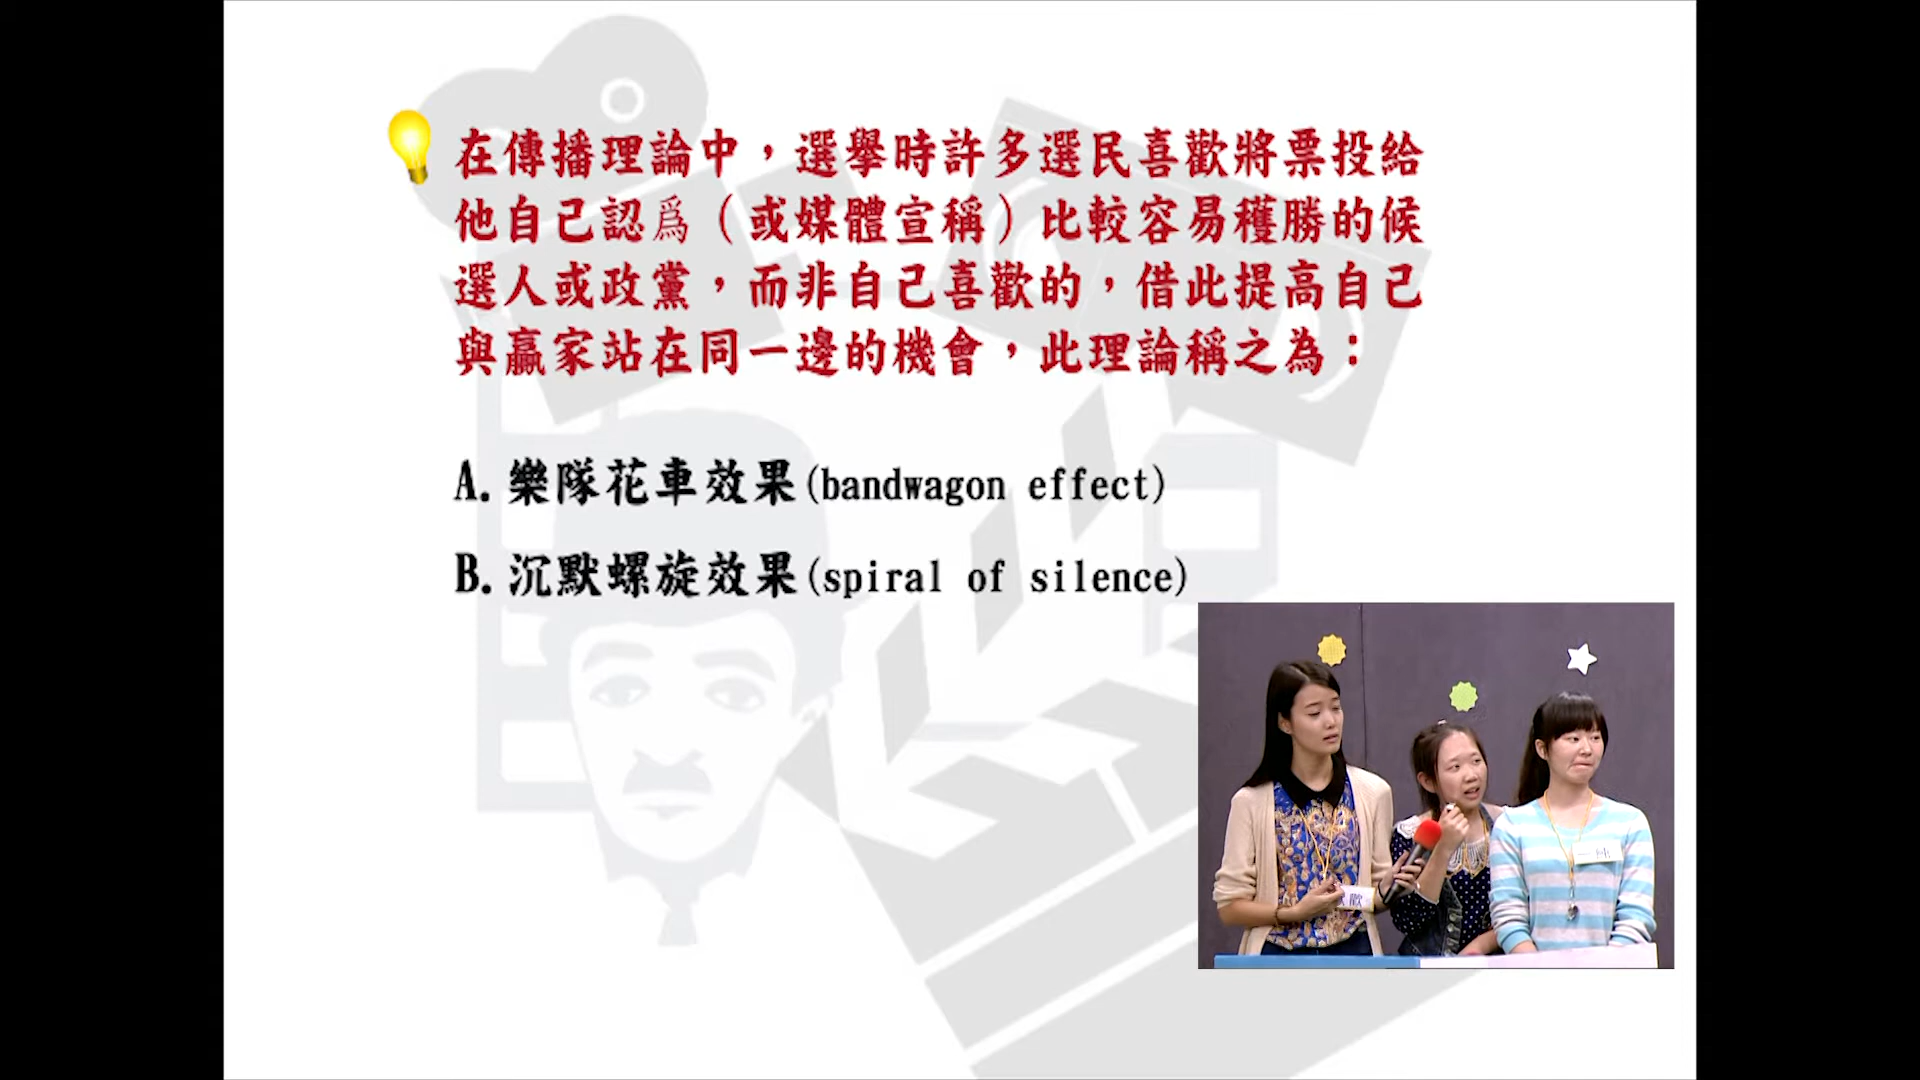 在傳播理論中，選舉時許多選民喜歡將票投給
他自己認爲（或媒體宣稱）比較容易穫勝的候
選人或政黨，而非自己喜歡的，借此提高自己
與贏家站在同一邊的機會，此理論稱之為：
A.樂隊花車效果(bandwagon effect)
B.沉默螺旋效果(spiral of silence)
歡